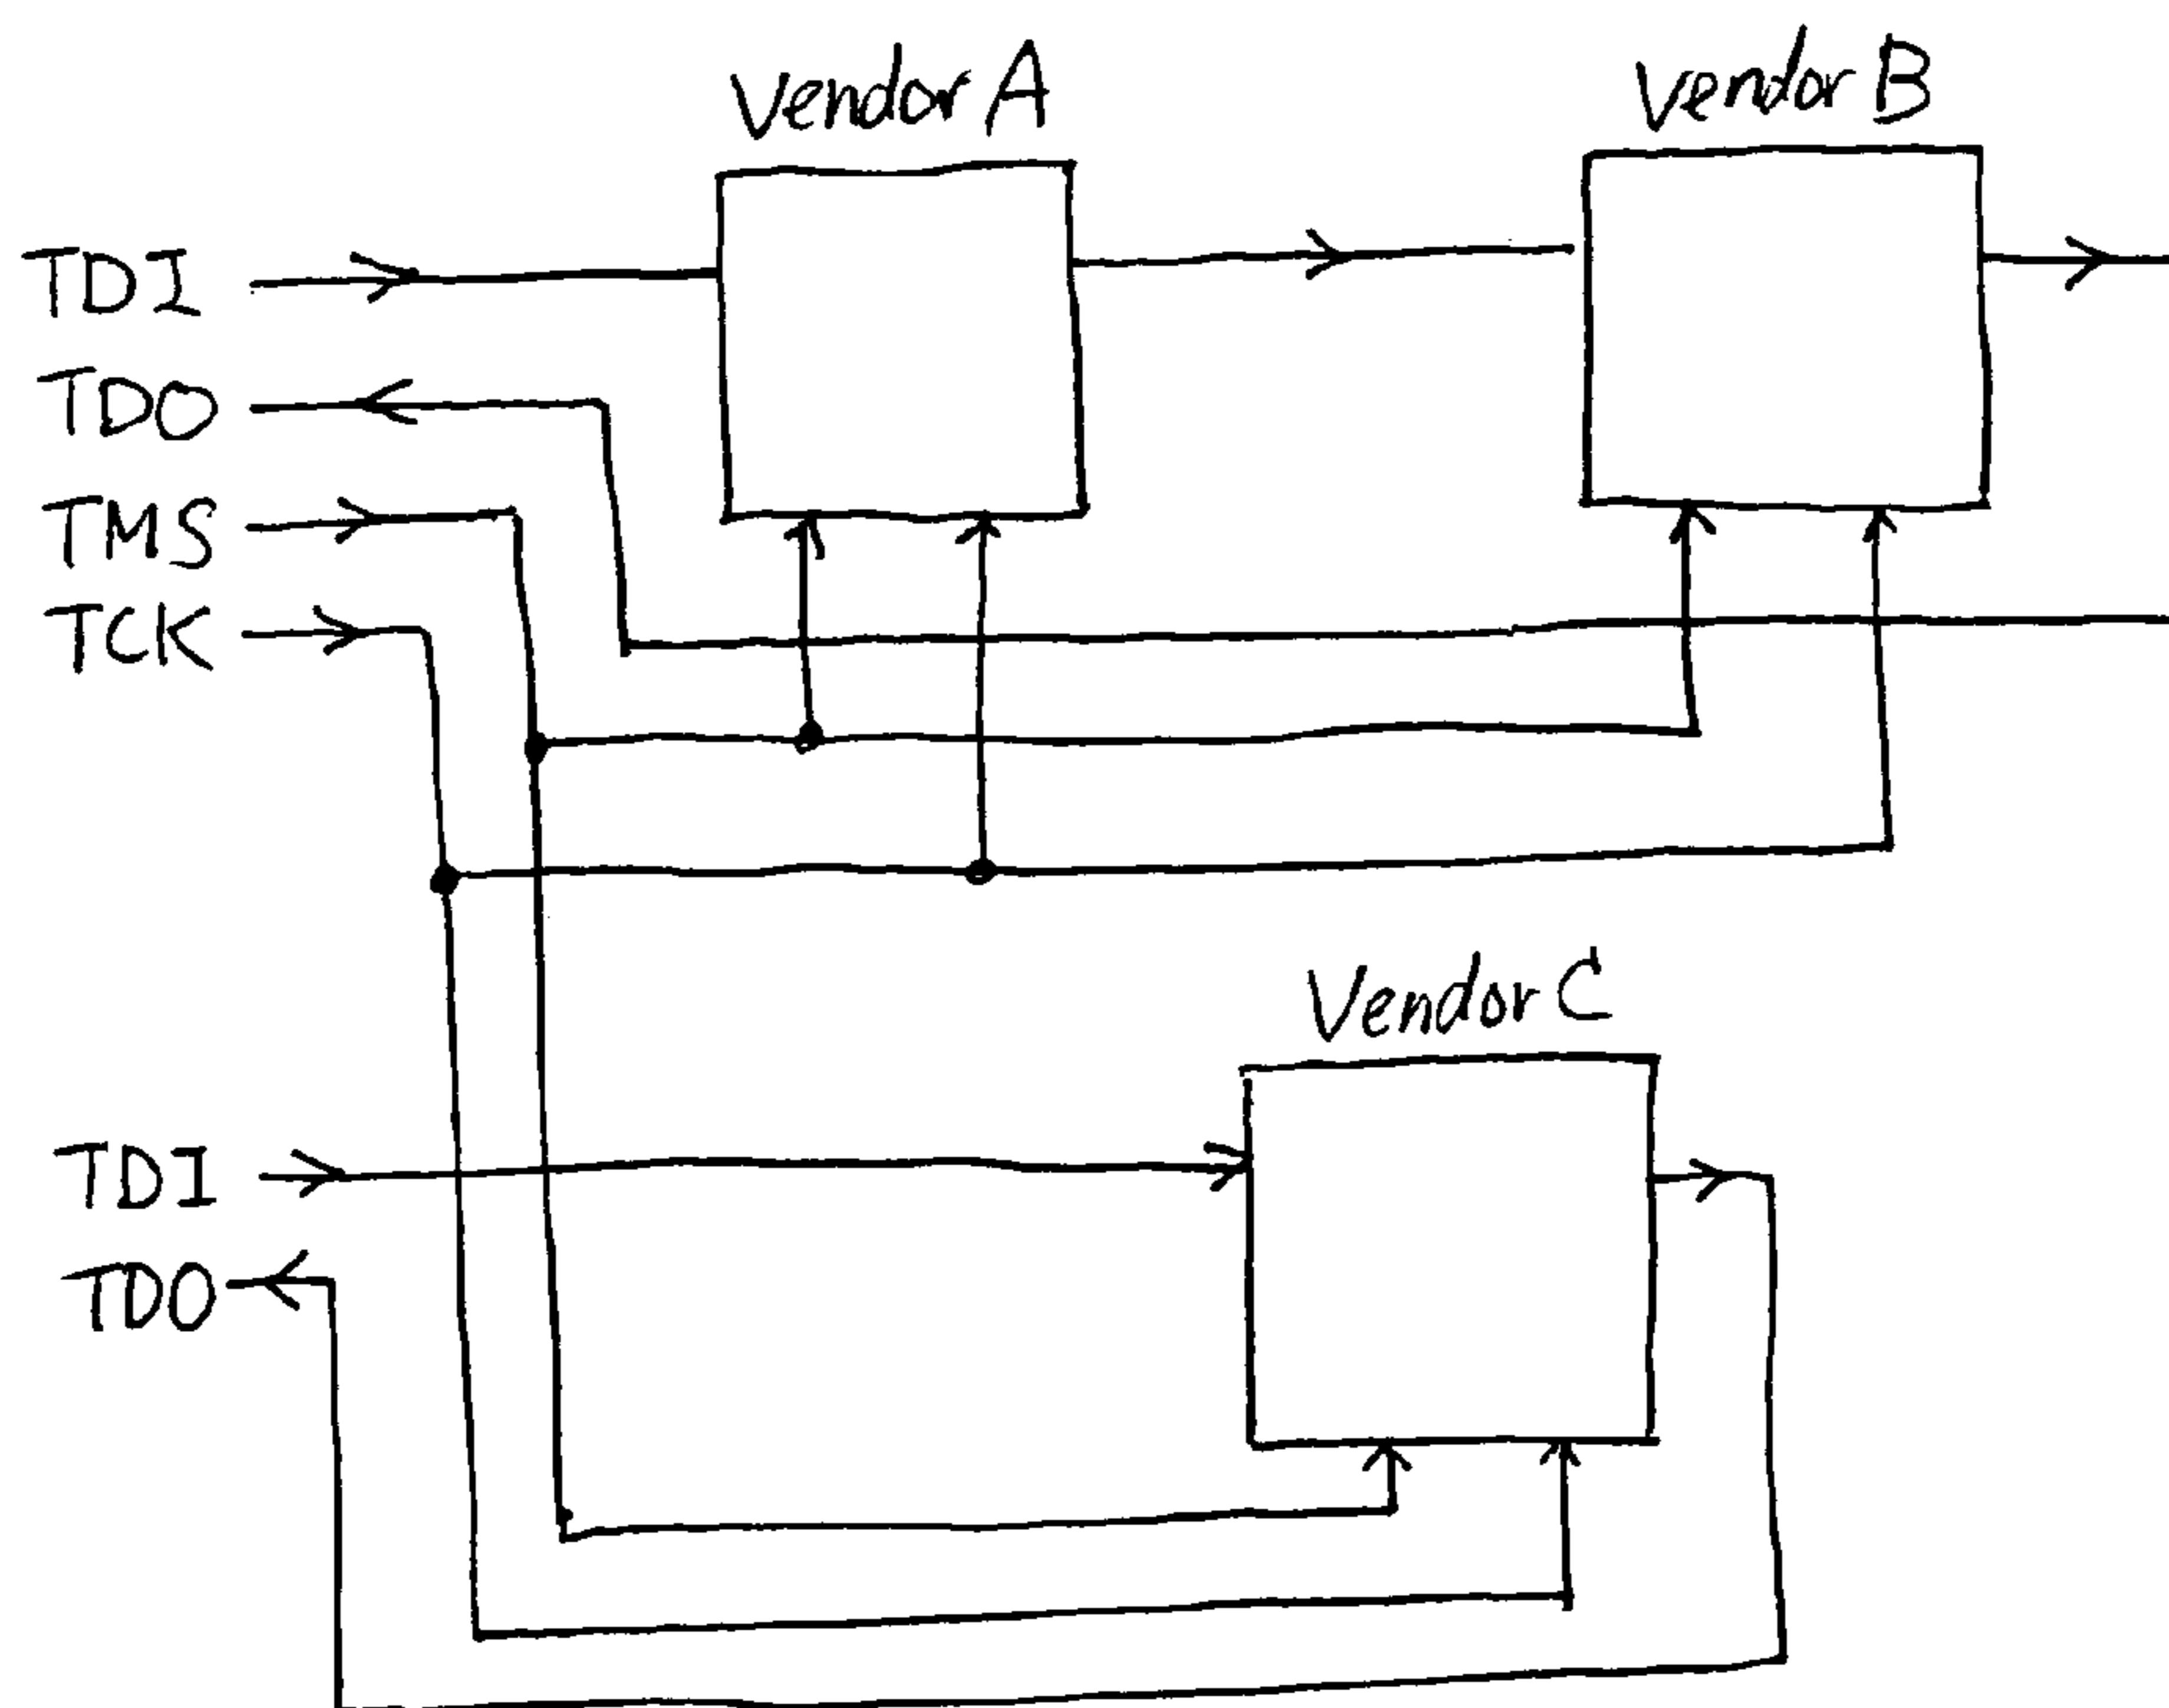 Vendor A
Vendor B
TDI
TDO
TMS
TCK
Vendor C
TDI
TDO